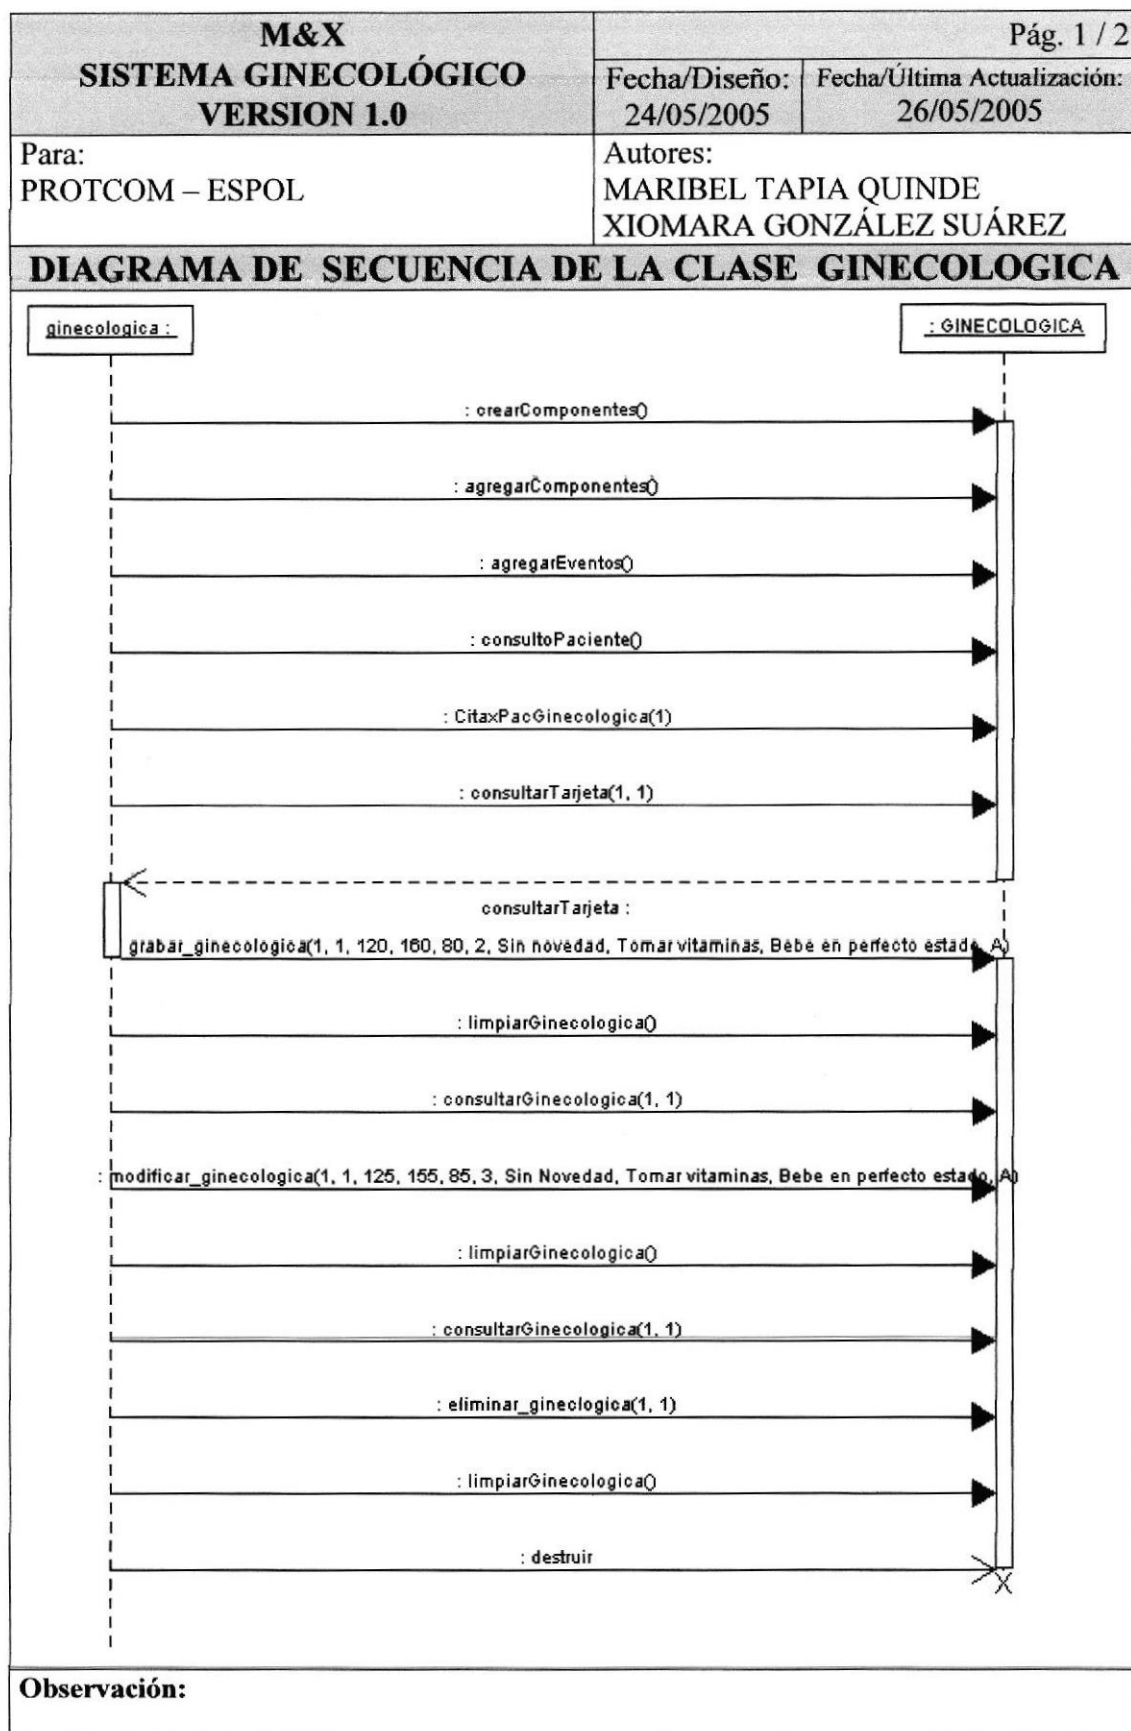 M&X
SISTEMA GINECOLÓGICO
VERSION 1.0
Pág. 1 / 2
Fecha/Diseño:
24/05/2005
Fecha/Última Actualización:
26/05/2005
Para:
PROTCOM – ESPOL
Autores:
MARIBEL TAPIA QUINDE
XIOMARA GONZÁLEZ SUÁREZ
DIAGRAMA DE SECUENCIA DE LA CLASE GINECOLOGICA
ginecologica :
: GINECOLOGICA
: crearComponentes()
: agregarComponentes()
: agregarEventos()
: consultoPaciente()
: CitaxPacGinecologica(1)
: consultarTarjeta(1, 1)
consultarTarjeta :
grabar_ginecologica(1, 1, 120, 160, 80, 2, Sin novedad, Tomar vitaminas, Bebe en perfecto estado, A)
: limpiarGinecologica()
: consultarGinecologica(1, 1)
: modificar_ginecologica(1, 1, 125, 155, 85, 3, Sin Novedad, Tomar vitaminas, Bebe en perfecto estado, A)
: limpiarGinecologica()
: consultarGinecologica(1, 1)
: eliminar_gineclogica(1, 1)
: limpiarGinecologica()
: destruir
X
Observación: